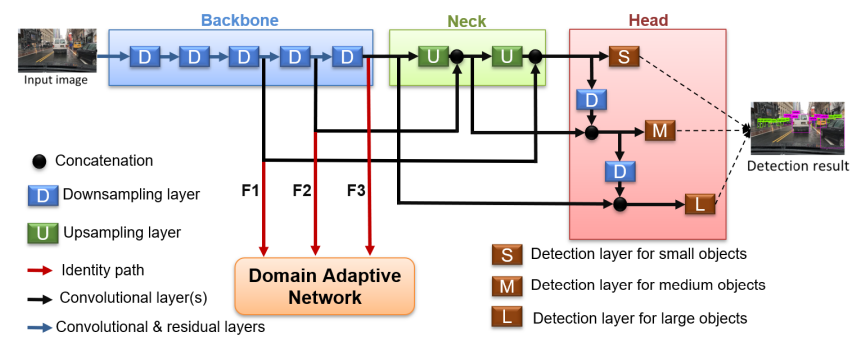 Backbone
Neck
Head
D
D
D
D
D
U
U
S
Input image
D
M
Detection result
D
L
F1
F2
F3
Concatenation
D Downsampling layer
U Upsampling layer
Identity path
Convolutional layer(s)
Convolutional & residual layers
Domain Adaptive
Network
S Detection layer for small objects
M Detection layer for medium objects
L Detection layer for large objects